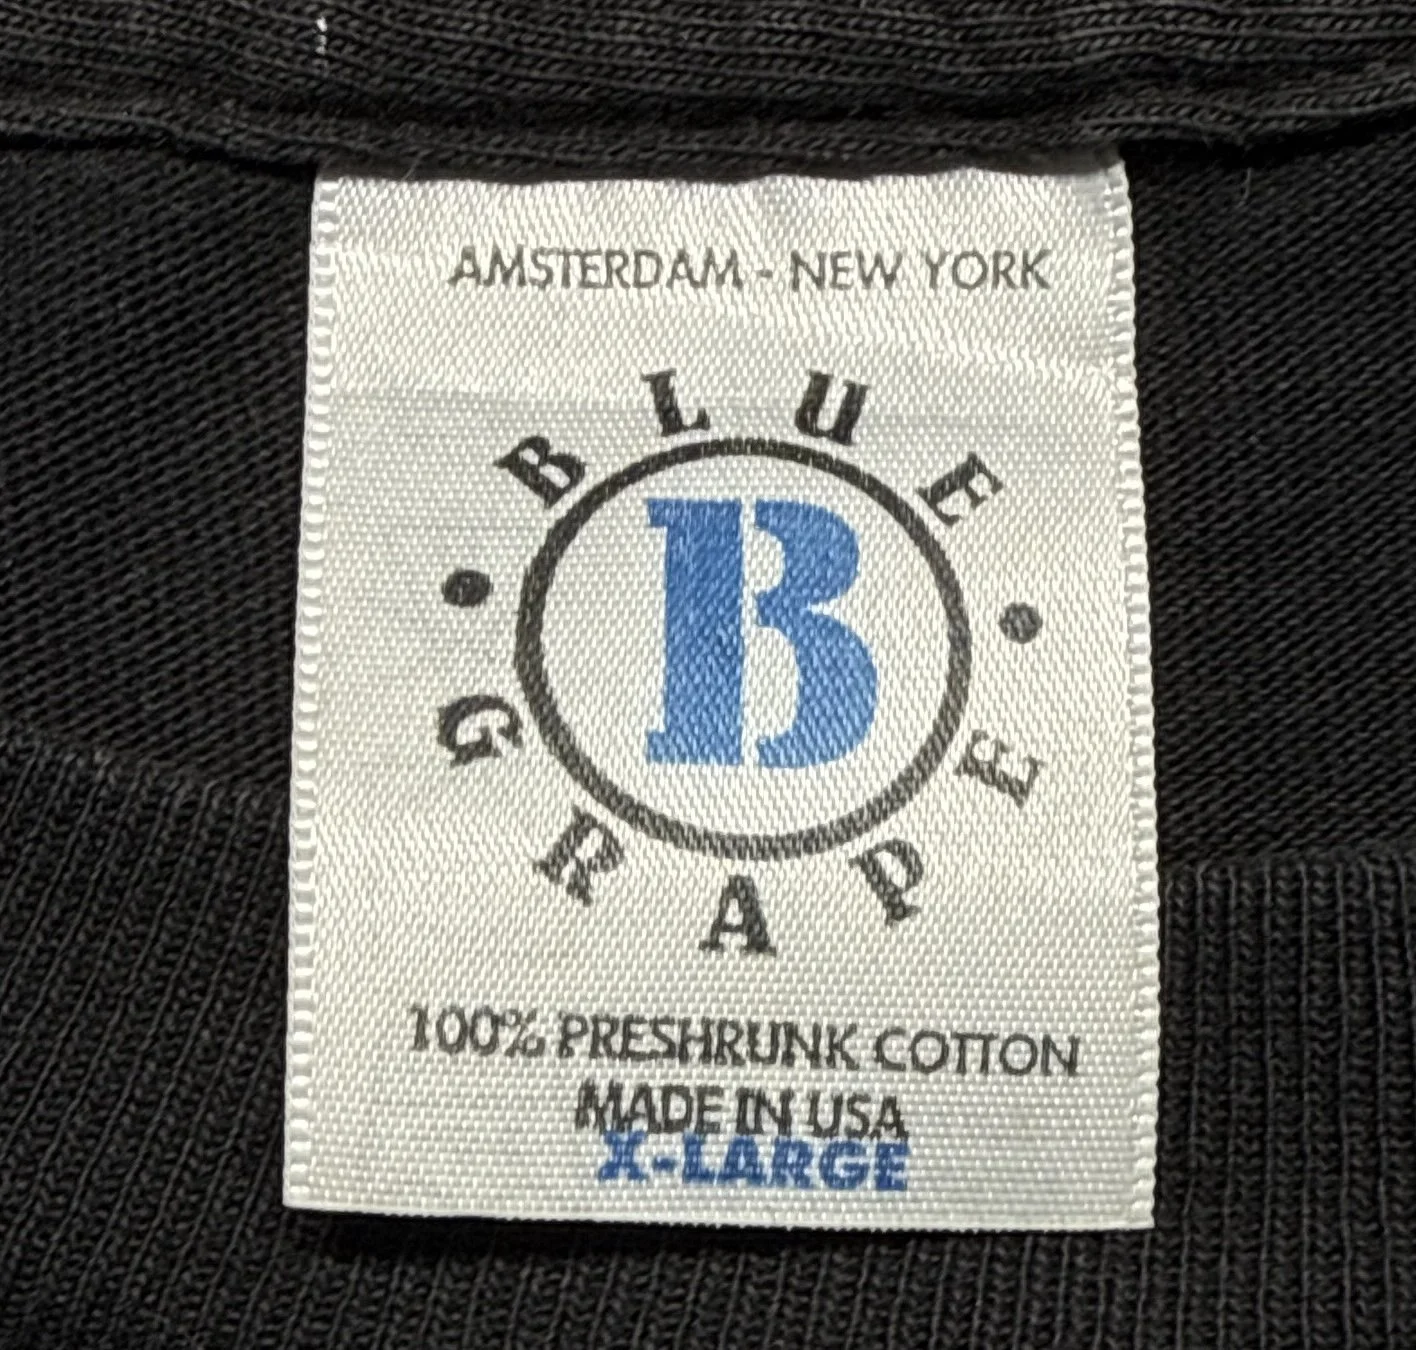 AMSTERDAM - NEW YORK
BLUE
B
• GRAPE •
100% PRESHRUNK COTTON
MADE IN USA
X-LARGE